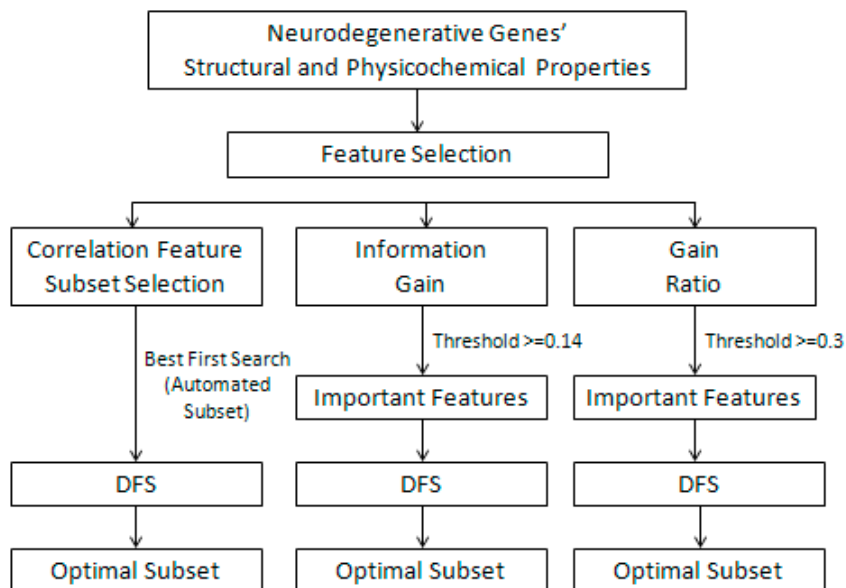 Neurodegenerative Genes’
Structural and Physicochemical Properties
Feature Selection
Correlation Feature
Subset Selection
Information
Gain
Gain
Ratio
Best First Search
(Automated
Subset)
Threshold >=0.14
Threshold >=0.3
Important Features
Important Features
DFS
DFS
DFS
Optimal Subset
Optimal Subset
Optimal Subset